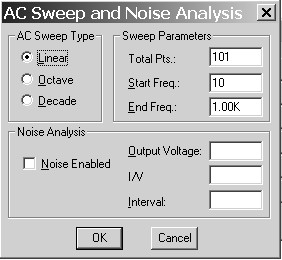 AC Sweep and Noise Analysis
AC Sweep Type
Linear
Octave
Decade
Sweep Parameters
Total Pts.: 101
Start Freq.: 10
End Freq.: 1.00K
Noise Analysis
Noise Enabled
Output Voltage:
I/V
Interval:
OK Cancel